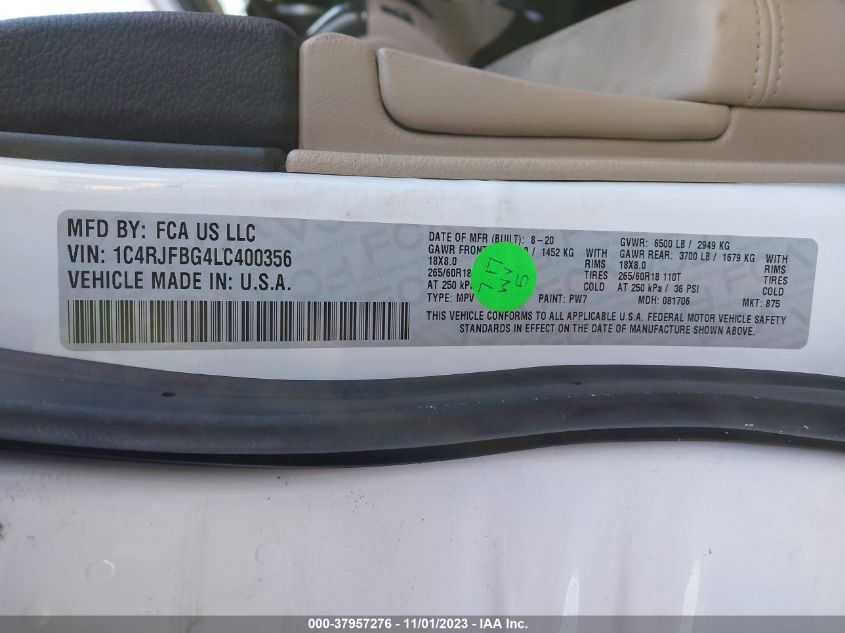 MFD BY: FCA US LLC
VIN: 1C4RJFBG4LC400356
VEHICLE MADE IN: U.S.A.
DATE OF MFR (BUILT): 8-20
GVWR: 6500 LB / 2949 KG
GAWR FRONT / 1452 KG WITH
GAWR REAR: 3700 LB / 1679 KG WITH
18X8.0 RIMS
18X8.0 RIMS
265/60R18 TIRES
265/60R18 110T TIRES
AT 250 kPa COLD
AT 250 kPa / 36 PSI COLD
TYPE: MPV PAINT: PW7 MDH: 081706 MKT: 875
THIS VEHICLE CONFORMS TO ALL APPLICABLE U.S.A. FEDERAL MOTOR VEHICLE SAFETY
STANDARDS IN EFFECT ON THE DATE OF MANUFACTURE SHOWN ABOVE.
000-37957276 - 11/01/2023 - IAA Inc.